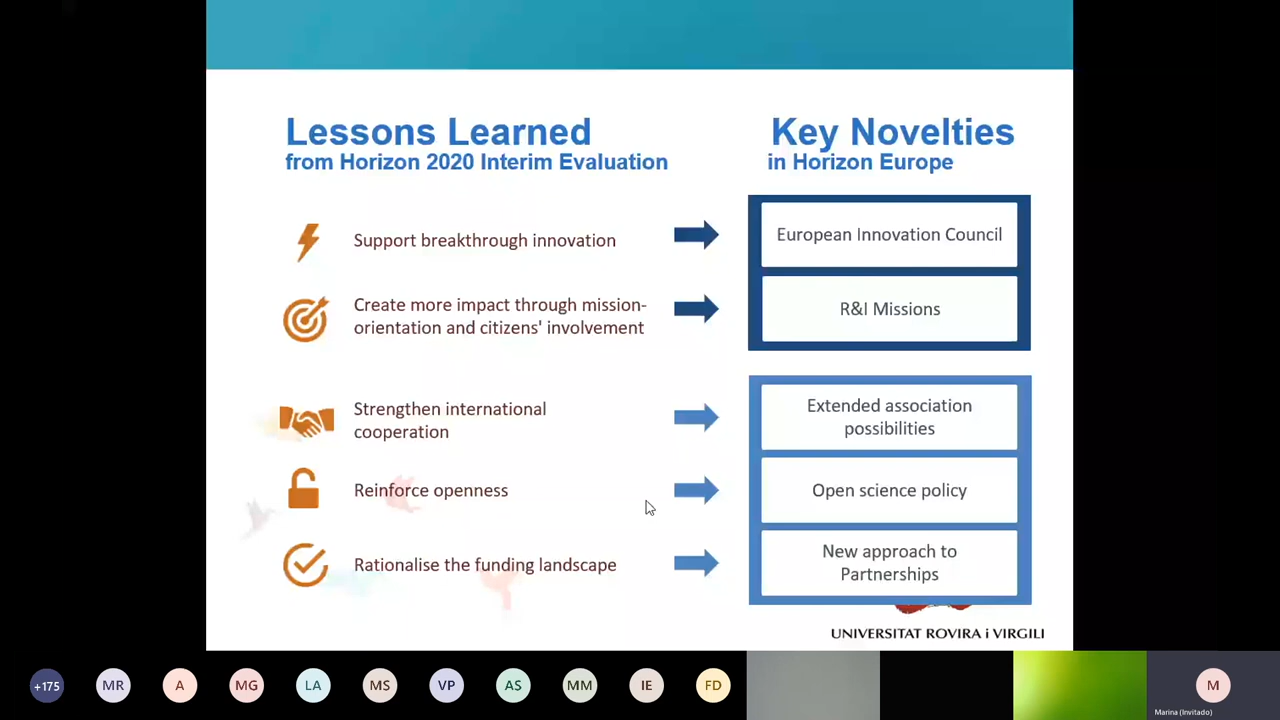 Lessons Learned
from Horizon 2020 Interim Evaluation
Key Novelties
in Horizon Europe
Support breakthrough innovation
European Innovation Council
Create more impact through mission-
orientation and citizens' involvement
R&I Missions
Strengthen international
cooperation
Extended association
possibilities
Reinforce openness
Open science policy
Rationalise the funding landscape
New approach to
Partnerships
UNIVERSITAT ROVIRA i VIRGILI
+175
MR
A
MG
LA
MS
VP
AS
MM
IE
FD
M
Marina (Invitado)